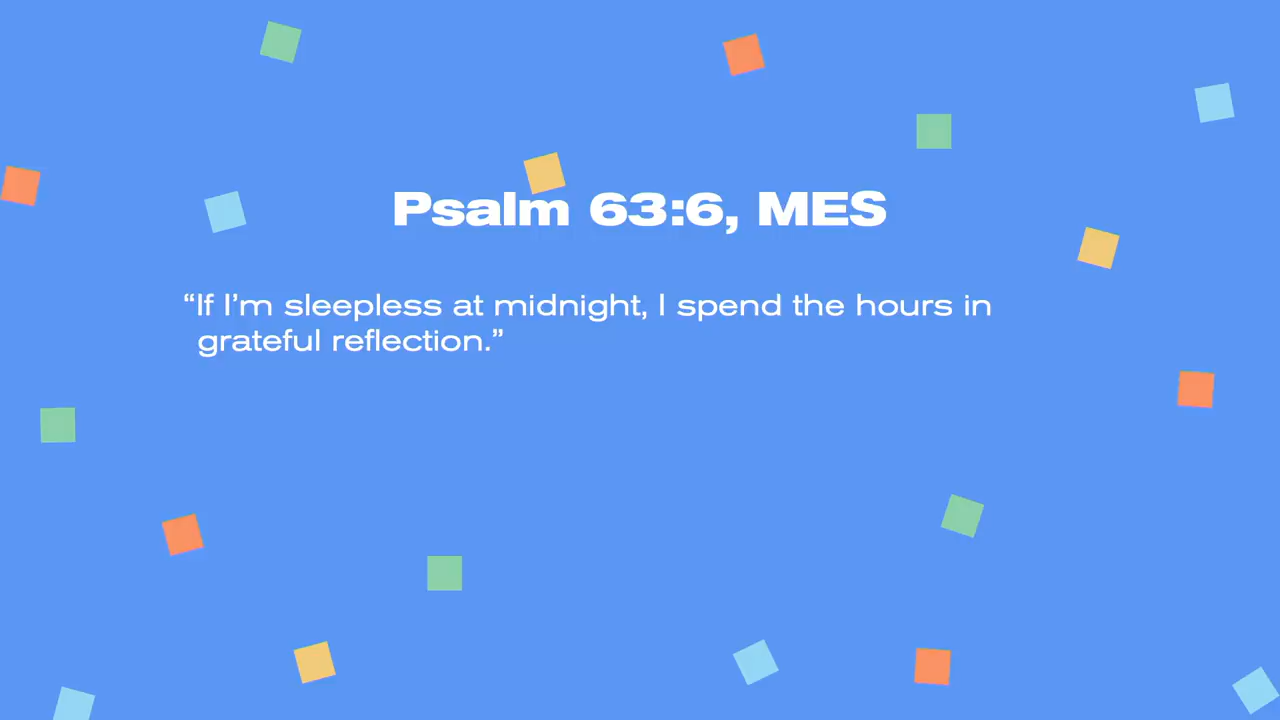 Psalm 63:6, MES
“If I’m sleepless at midnight, I spend the hours in
grateful reflection.”